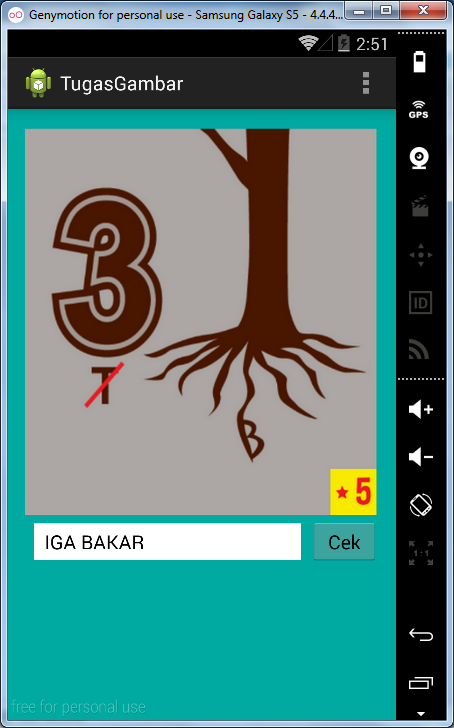 Genymotion for personal use - Samsung Galaxy S5 - 4.4.4...
2:51
TugasGambar
GPS
3
T
B
ID
5
IGA BAKAR
Cek
1:1
free for personal use